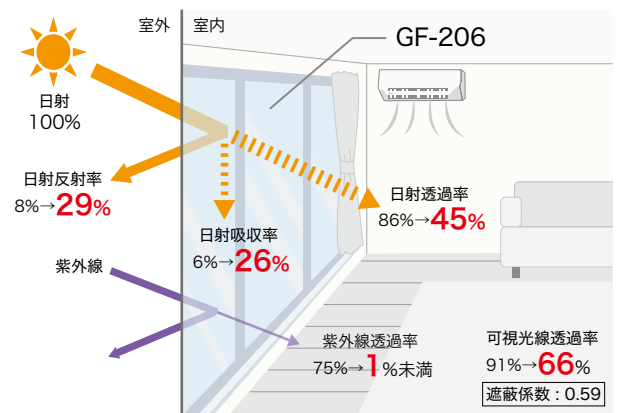 室外
室内
GF-206
日射
100%
日射反射率
8%→29%
日射透過率
86%→45%
日射吸収率
6%→26%
紫外線
紫外線透過率
75%→1%未満
可視光線透過率
91%→66%
遮蔽係数：0.59